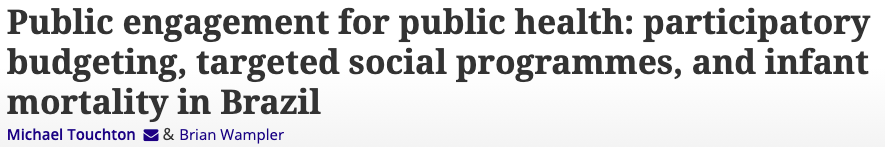 Public engagement for public health: participatory
budgeting, targeted social programmes, and infant
mortality in Brazil
Michael Touchton & Brian Wampler